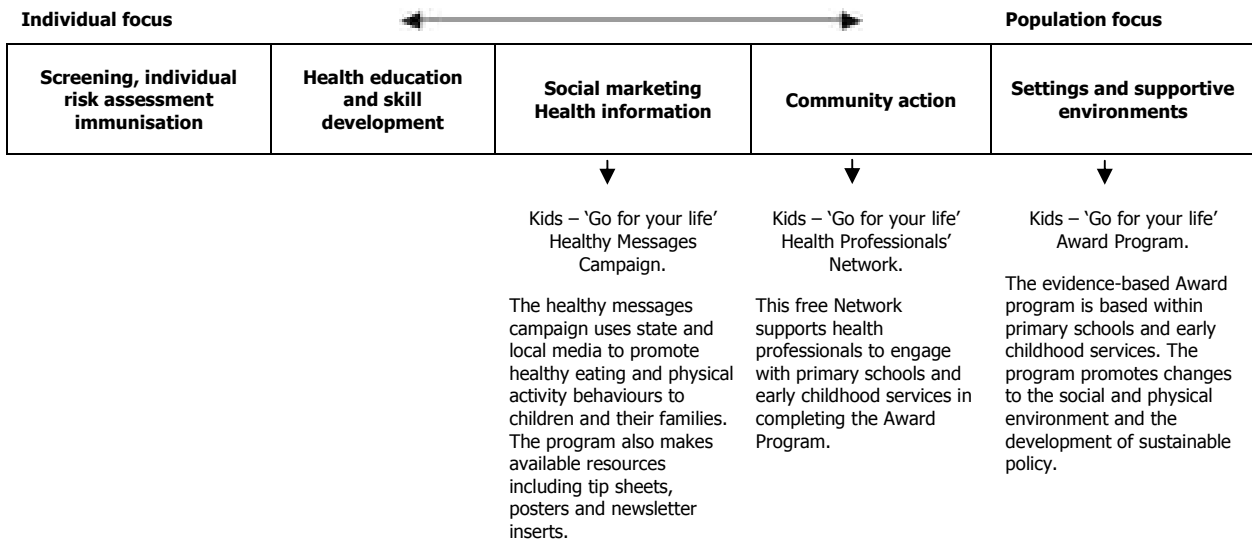 Individual focus
Population focus
Screening, individual
risk assessment
immunisation
Health education
and skill
development
Social marketing
Health information
Community action
Settings and supportive
environments
Kids – ‘Go for your life’
Healthy Messages
Campaign.
The healthy messages
campaign uses state and
local media to promote
healthy eating and physical
activity behaviours to
children and their families.
The program also makes
available resources
including tip sheets,
posters and newsletter
inserts.
Kids – ‘Go for your life’
Health Professionals’
Network.
This free Network
supports health
professionals to engage
with primary schools and
early childhood services in
completing the Award
Program.
Kids – ‘Go for your life’
Award Program.
The evidence-based Award
program is based within
primary schools and early
childhood services. The
program promotes changes
to the social and physical
environment and the
development of sustainable
policy.